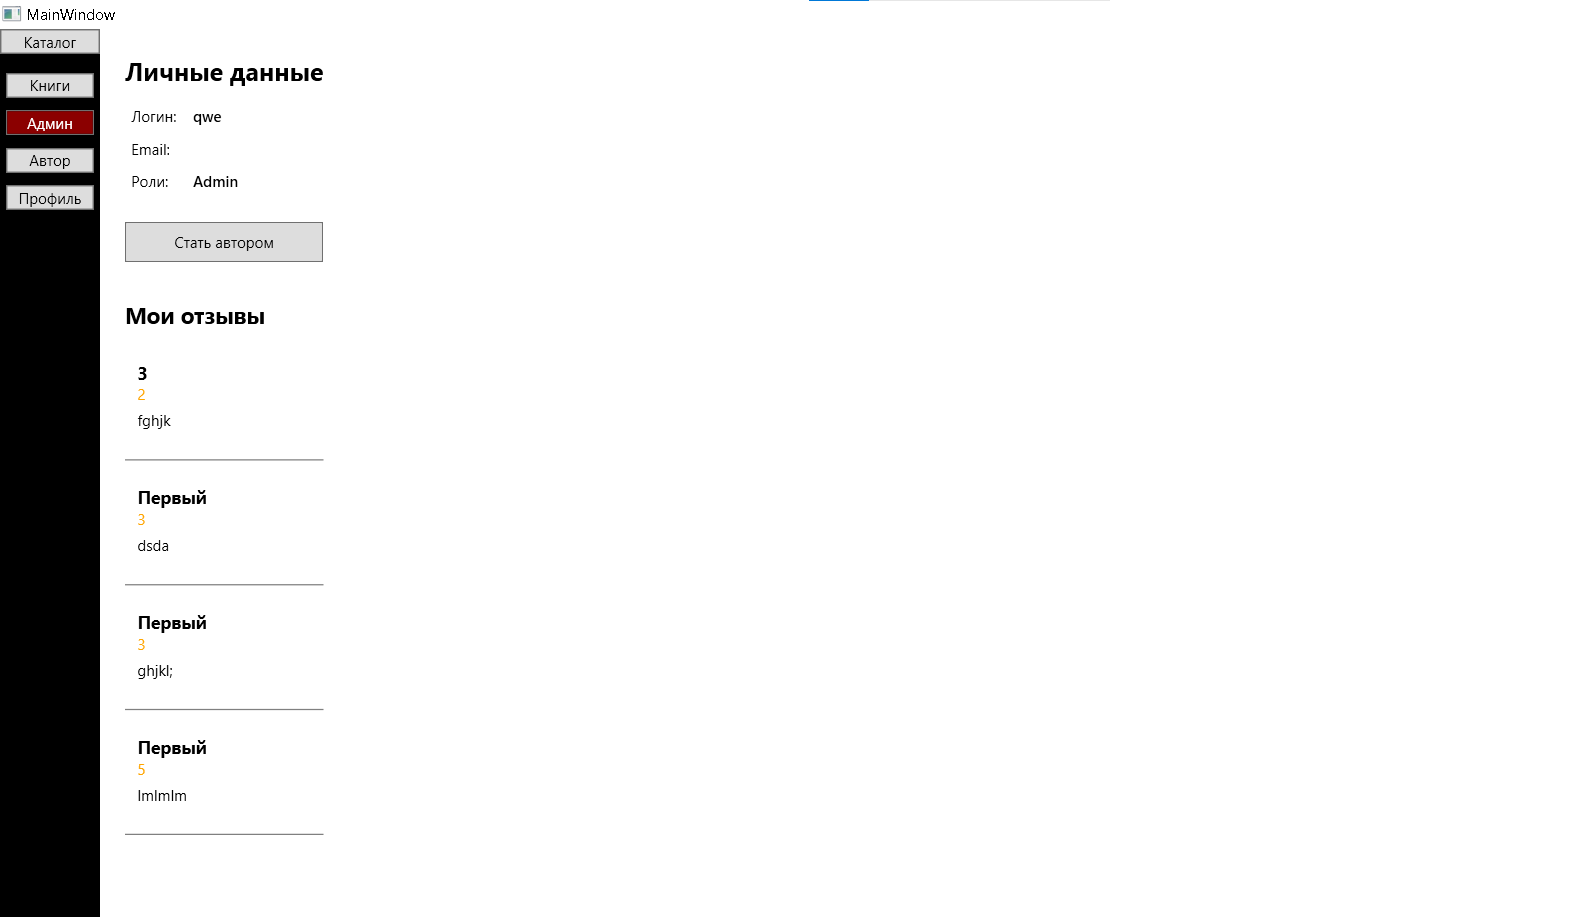 MainWindow
Каталог
Книги
Админ
Автор
Профиль
Личные данные
Логин: qwe
Email:
Роли: Admin
Стать автором
Мои отзывы
3
2
fghjk
Первый
3
dsda
Первый
3
ghjkl;
Первый
5
lmlmlm